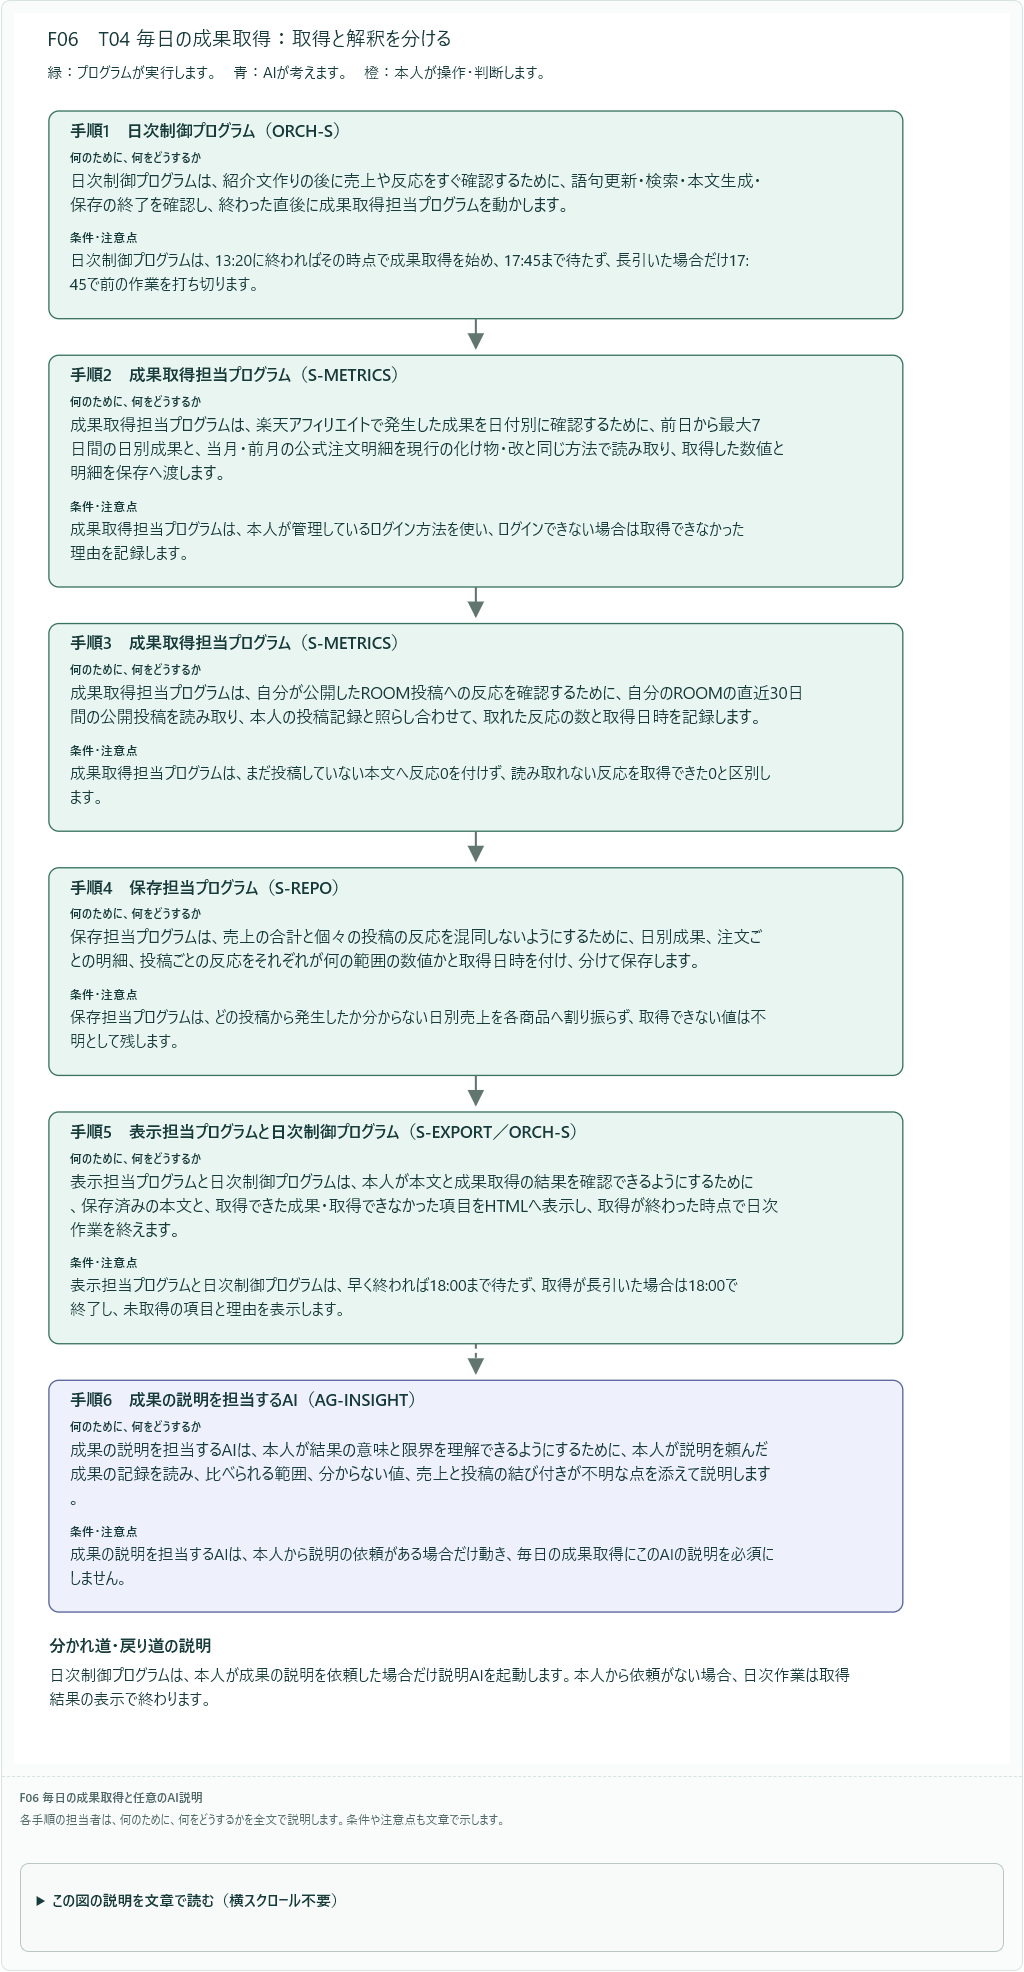 F06　T04 毎日の成果取得：取得と解釈を分ける
緑：プログラムが実行します。　青：AIが考えます。　橙：本人が操作・判断します。
手順1　日次制御プログラム（ORCH-S）
何のために、何をどうするか
日次制御プログラムは、紹介文作りの後に売上や反応をすぐ確認するために、語句更新・検索・本文生成・
保存の終了を確認し、終わった直後に成果取得担当プログラムを動かします。
条件・注意点
日次制御プログラムは、13:20に終わればその時点で成果取得を始め、17:45まで待たず、長引いた場合だけ17:
45で前の作業を打ち切ります。
手順2　成果取得担当プログラム（S-METRICS）
何のために、何をどうするか
成果取得担当プログラムは、楽天アフィリエイトで発生した成果を日付別に確認するために、前日から最大7
日間の日別成果と、当月・前月の公式注文明細を現行の化け物・改と同じ方法で読み取り、取得した数値と
明細を保存へ渡します。
条件・注意点
成果取得担当プログラムは、本人が管理しているログイン方法を使い、ログインできない場合は取得できなかった
理由を記録します。
手順3　成果取得担当プログラム（S-METRICS）
何のために、何をどうするか
成果取得担当プログラムは、自分が公開したROOM投稿への反応を確認するために、自分のROOMの直近30日
間の公開投稿を読み取り、本人の投稿記録と照らし合わせて、取れた反応の数と取得日時を記録します。
条件・注意点
成果取得担当プログラムは、まだ投稿していない本文へ反応0を付けず、読み取れない反応を取得できた0と区別し
ます。
手順4　保存担当プログラム（S-REPO）
何のために、何をどうするか
保存担当プログラムは、売上の合計と個々の投稿の反応を混同しないようにするために、日別成果、注文ご
との明細、投稿ごとの反応をそれぞれが何の範囲の数値かと取得日時を付け、分けて保存します。
条件・注意点
保存担当プログラムは、どの投稿から発生したか分からない日別売上を各商品へ割り振らず、取得できない値は不
明として残します。
手順5　表示担当プログラムと日次制御プログラム（S-EXPORT／ORCH-S）
何のために、何をどうするか
表示担当プログラムと日次制御プログラムは、本人が本文と成果取得の結果を確認できるようにするために
、保存済みの本文と、取得できた成果・取得できなかった項目をHTMLへ表示し、取得が終わった時点で日次
作業を終えます。
条件・注意点
表示担当プログラムと日次制御プログラムは、早く終われば18:00まで待たず、取得が長引いた場合は18:00で
終了し、未取得の項目と理由を表示します。
手順6　成果の説明を担当するAI（AG-INSIGHT）
何のために、何をどうするか
成果の説明を担当するAIは、本人が結果の意味と限界を理解できるようにするために、本人が説明を頼んだ
成果の記録を読み、比べられる範囲、分からない値、売上と投稿の結び付きが不明な点を添えて説明します
。
条件・注意点
成果の説明を担当するAIは、本人から説明の依頼がある場合だけ動き、毎日の成果取得にこのAIの説明を必須に
しません。
分かれ道・戻り道の説明
日次制御プログラムは、本人が成果の説明を依頼した場合だけ説明AIを起動します。本人から依頼がない場合、日次作業は取得
結果の表示で終わります。
F06 毎日の成果取得と任意のAI説明
各手順の担当者は、何のために、何をどうするかを全文で説明します。条件や注意点も文章で示します。
▶ この図の説明を文章で読む（横スクロール不要）